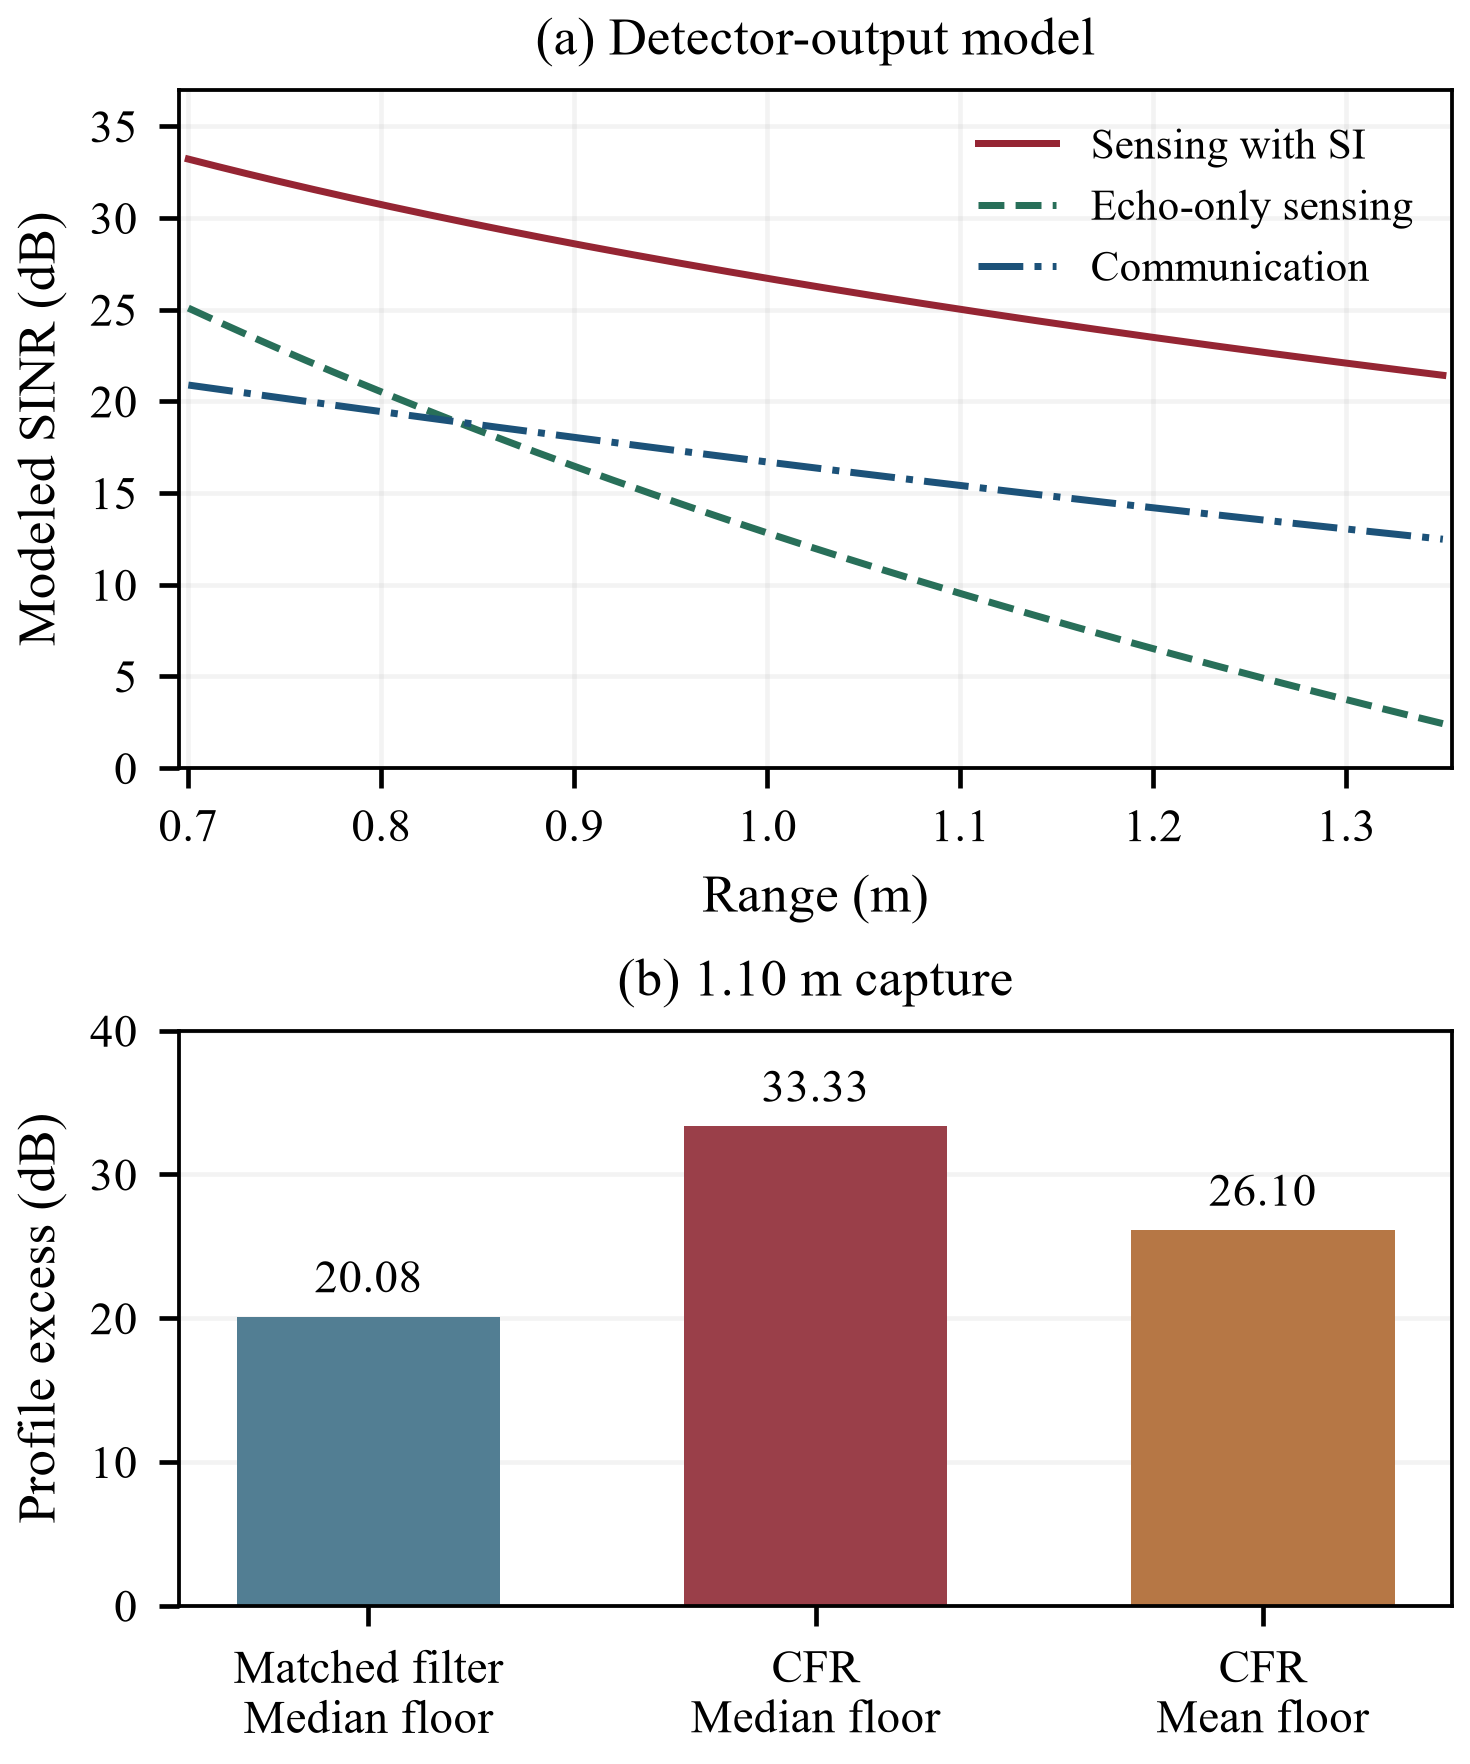 (a) Detector-output model
Modeled SINR (dB)
35
30
25
20
15
10
5
0
Sensing with SI
Echo-only sensing
Communication
0.7 0.8 0.9 1.0 1.1 1.2 1.3
Range (m)
(b) 1.10 m capture
Profile excess (dB)
40
30
20
10
0
20.08
33.33
26.10
Matched filter
Median floor
CFR
Median floor
CFR
Mean floor